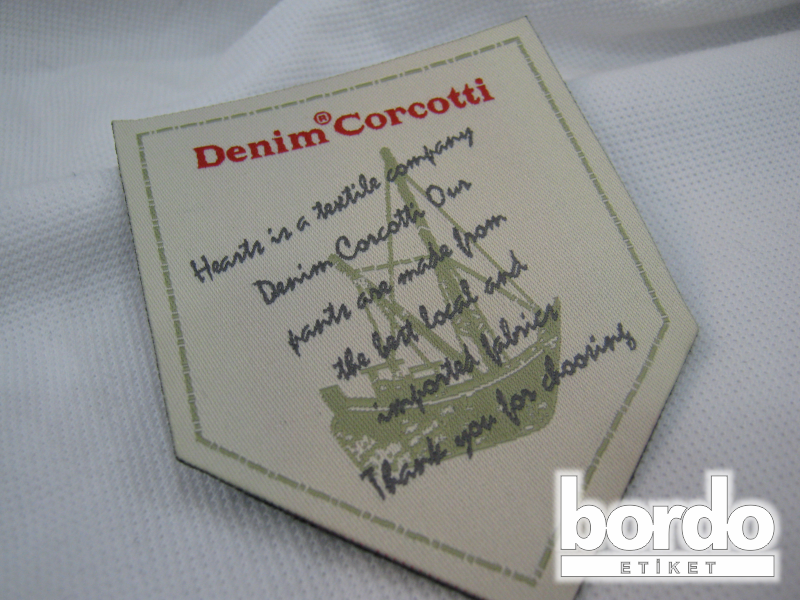 Denim® Corcotti
Hearts is a textile company
Denim Corcotti Our
pants are made from
the best local and
imported fabrics
Thank you for choosing
bordo
ETİKET